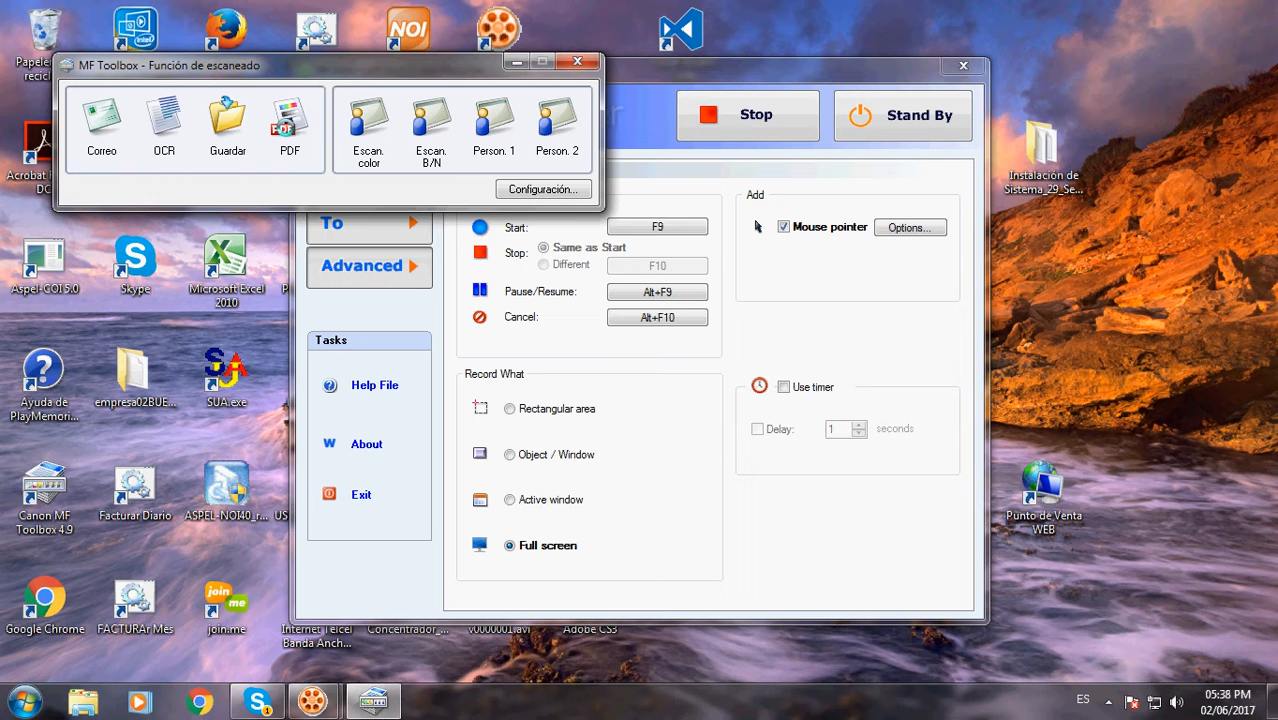 NOI
Papele
recic
MF Toolbox - Función de escaneado
Correo
OCR
Guardar
PDF
PDF
Escan.
color
Escan.
B/N
Person. 1
Person. 2
Configuración...
Stop
Stand By
Acrobat
DC
Instalación de
Sistema_29_Se...
To
Advanced
Start:
F9
Stop:
Same as Start
Different
F10
Pause/Resume:
Alt+F9
Cancel:
Alt+F10
Add
Mouse pointer
Options...
Aspel-COI 5.0
Skype
Microsoft Excel
2010
Tasks
Help File
About
Exit
Record What
Rectangular area
Object / Window
Active window
Full screen
Use timer
Delay:
1
seconds
Ayuda de
PlayMemori...
empresa02BUE...
SUA
SUA.exe
Canon MF
Toolbox 4.9
Facturar Diario
ASPEL-NOI40_r...
US
Punto de Venta
WEB
Google Chrome
FACTURAr Mes
join
me
join.me
Internet Telcel
Banda Anch...
Concentrador_...
v0000001.avi
Adobe CS3
ES
05:38 PM
02/06/2017